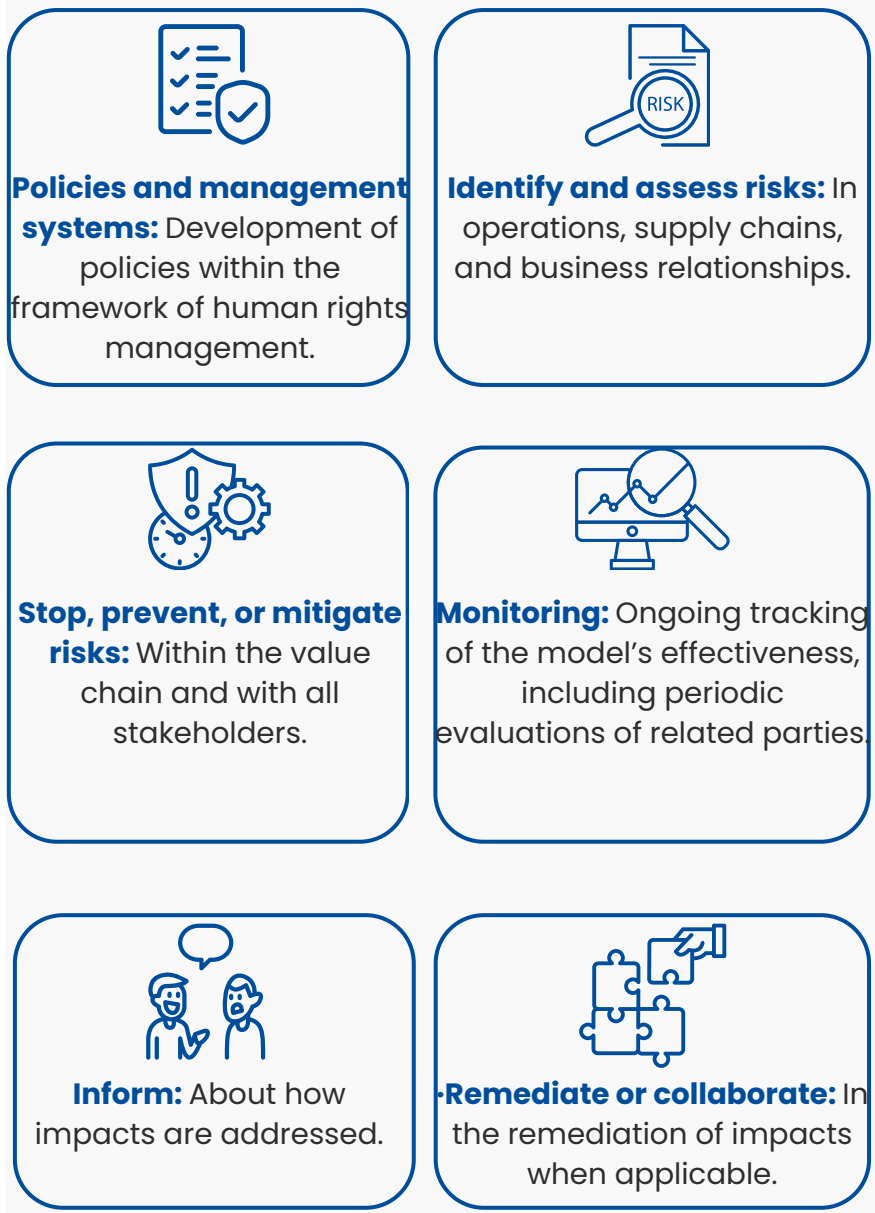 Policies and management
systems: Development of
policies within the
framework of human rights
management.
RISK
Identify and assess risks: In
operations, supply chains,
and business relationships.
Stop, prevent, or mitigate
risks: Within the value
chain and with all
stakeholders.
Monitoring: Ongoing tracking
of the model’s effectiveness,
including periodic
evaluations of related parties.
Inform: About how
impacts are addressed.
·Remediate or collaborate: In
the remediation of impacts
when applicable.